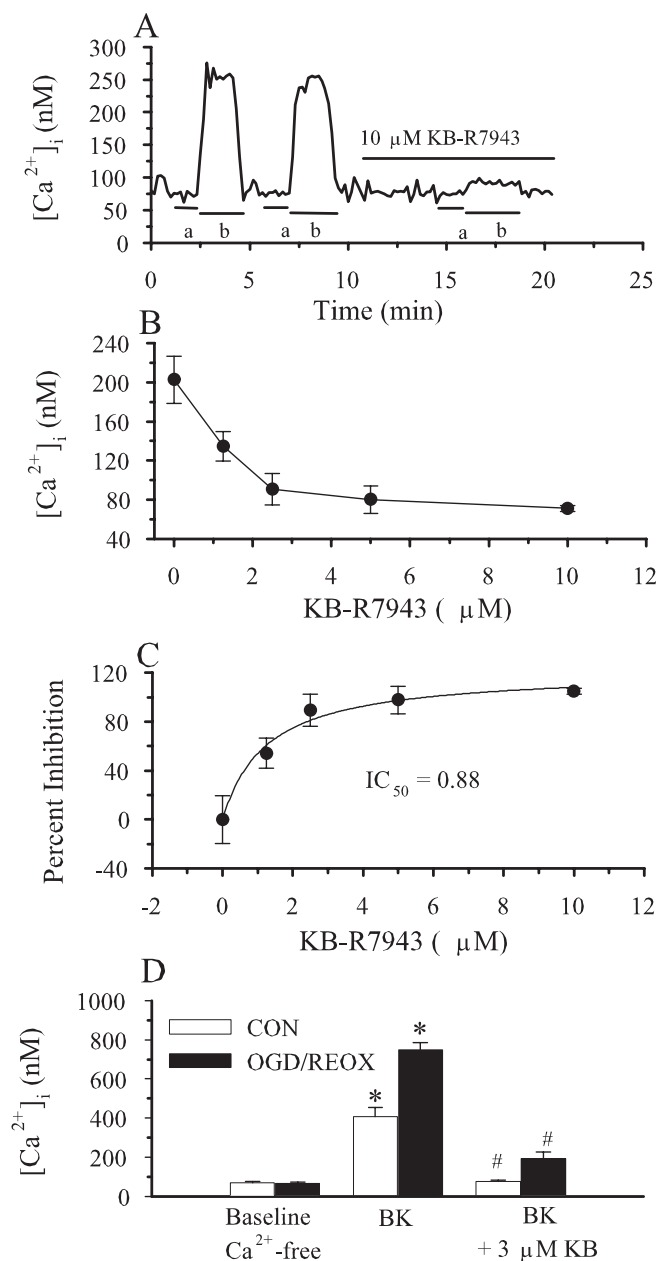 A
300
250
200
150
100
50
0
[Ca2+]i (nM)
10 μM KB-R7943
a b a b a b
0 5 10 15 20 25
Time (min)
B
240
200
160
120
80
40
[Ca2+]i (nM)
0 2 4 6 8 10 12
KB-R7943 ( μM)
C
120
80
40
0
-40
Percent Inhibition
IC50 = 0.88
-2 0 2 4 6 8 10 12
KB-R7943 ( μM)
D
1000
800
600
400
200
0
[Ca2+]i (nM)
CON
OGD/REOX
* *
# #
Baseline BK BK
Ca2+-free + 3 μM KB